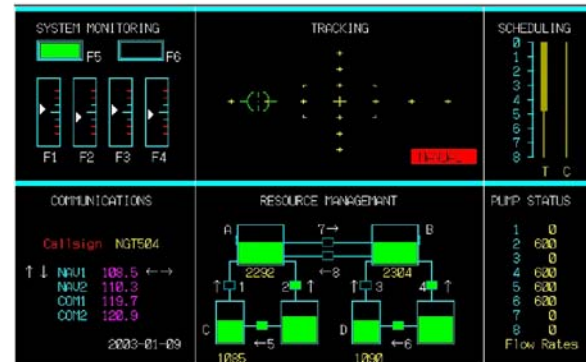 SYSTEM MONITORING
F5
F6
F1
F2
F3
F4
TRACKING
MANUAL
SCHEDULING
0
1
2
3
4
5
6
7
8
T C
COMMUNICATIONS
Callsign NGT504
↑ ↓ NAV1 108.5 ← →
NAV2 110.3
COM1 119.7
COM2 120.9
2003-01-09
RESOURCE MANAGEMANT
A
7→
B
←8
2292
2304
↑ 1
2 ↑
↑ 3
4 ↑
C
←5
D
←6
1085
1090
PUMP STATUS
1 0
2 600
3 0
4 600
5 600
6 600
7 0
8 0
Flow Rates